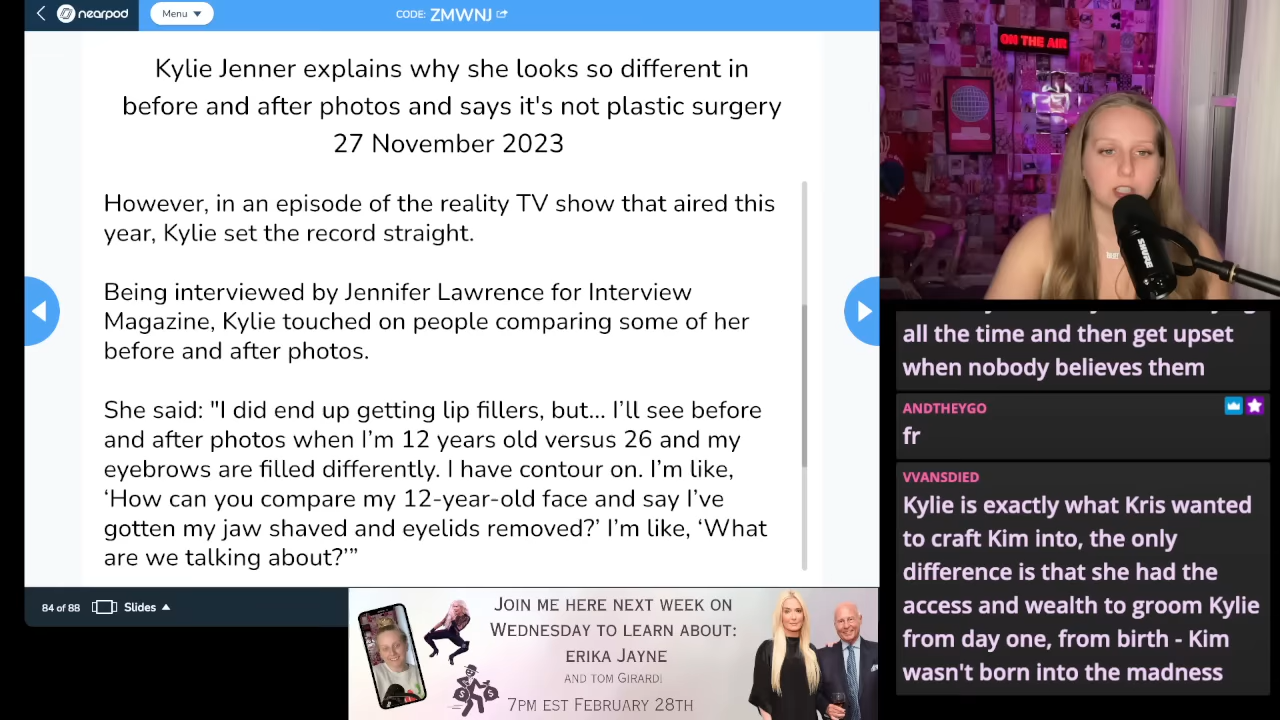 nearpod
Menu
CODE: ZMWNJ
Kylie Jenner explains why she looks so different in
before and after photos and says it's not plastic surgery
27 November 2023
However, in an episode of the reality TV show that aired this
year, Kylie set the record straight.
Being interviewed by Jennifer Lawrence for Interview
Magazine, Kylie touched on people comparing some of her
before and after photos.
She said: "I did end up getting lip fillers, but... I’ll see before
and after photos when I’m 12 years old versus 26 and my
eyebrows are filled differently. I have contour on. I’m like,
‘How can you compare my 12-year-old face and say I’ve
gotten my jaw shaved and eyelids removed?’ I’m like, ‘What
are we talking about?’”
84 of 88
Slides
JOIN ME HERE NEXT WEEK ON
WEDNESDAY TO LEARN ABOUT:
ERIKA JAYNE
AND TOM GIRARDI
7PM EST FEBRUARY 28TH
ON THE AIR
SHURE
all the time and then get upset
when nobody believes them
ANDTHEYGO
fr
VVANSDIED
Kylie is exactly what Kris wanted
to craft Kim into, the only
difference is that she had the
access and wealth to groom Kylie
from day one, from birth - Kim
wasn't born into the madness